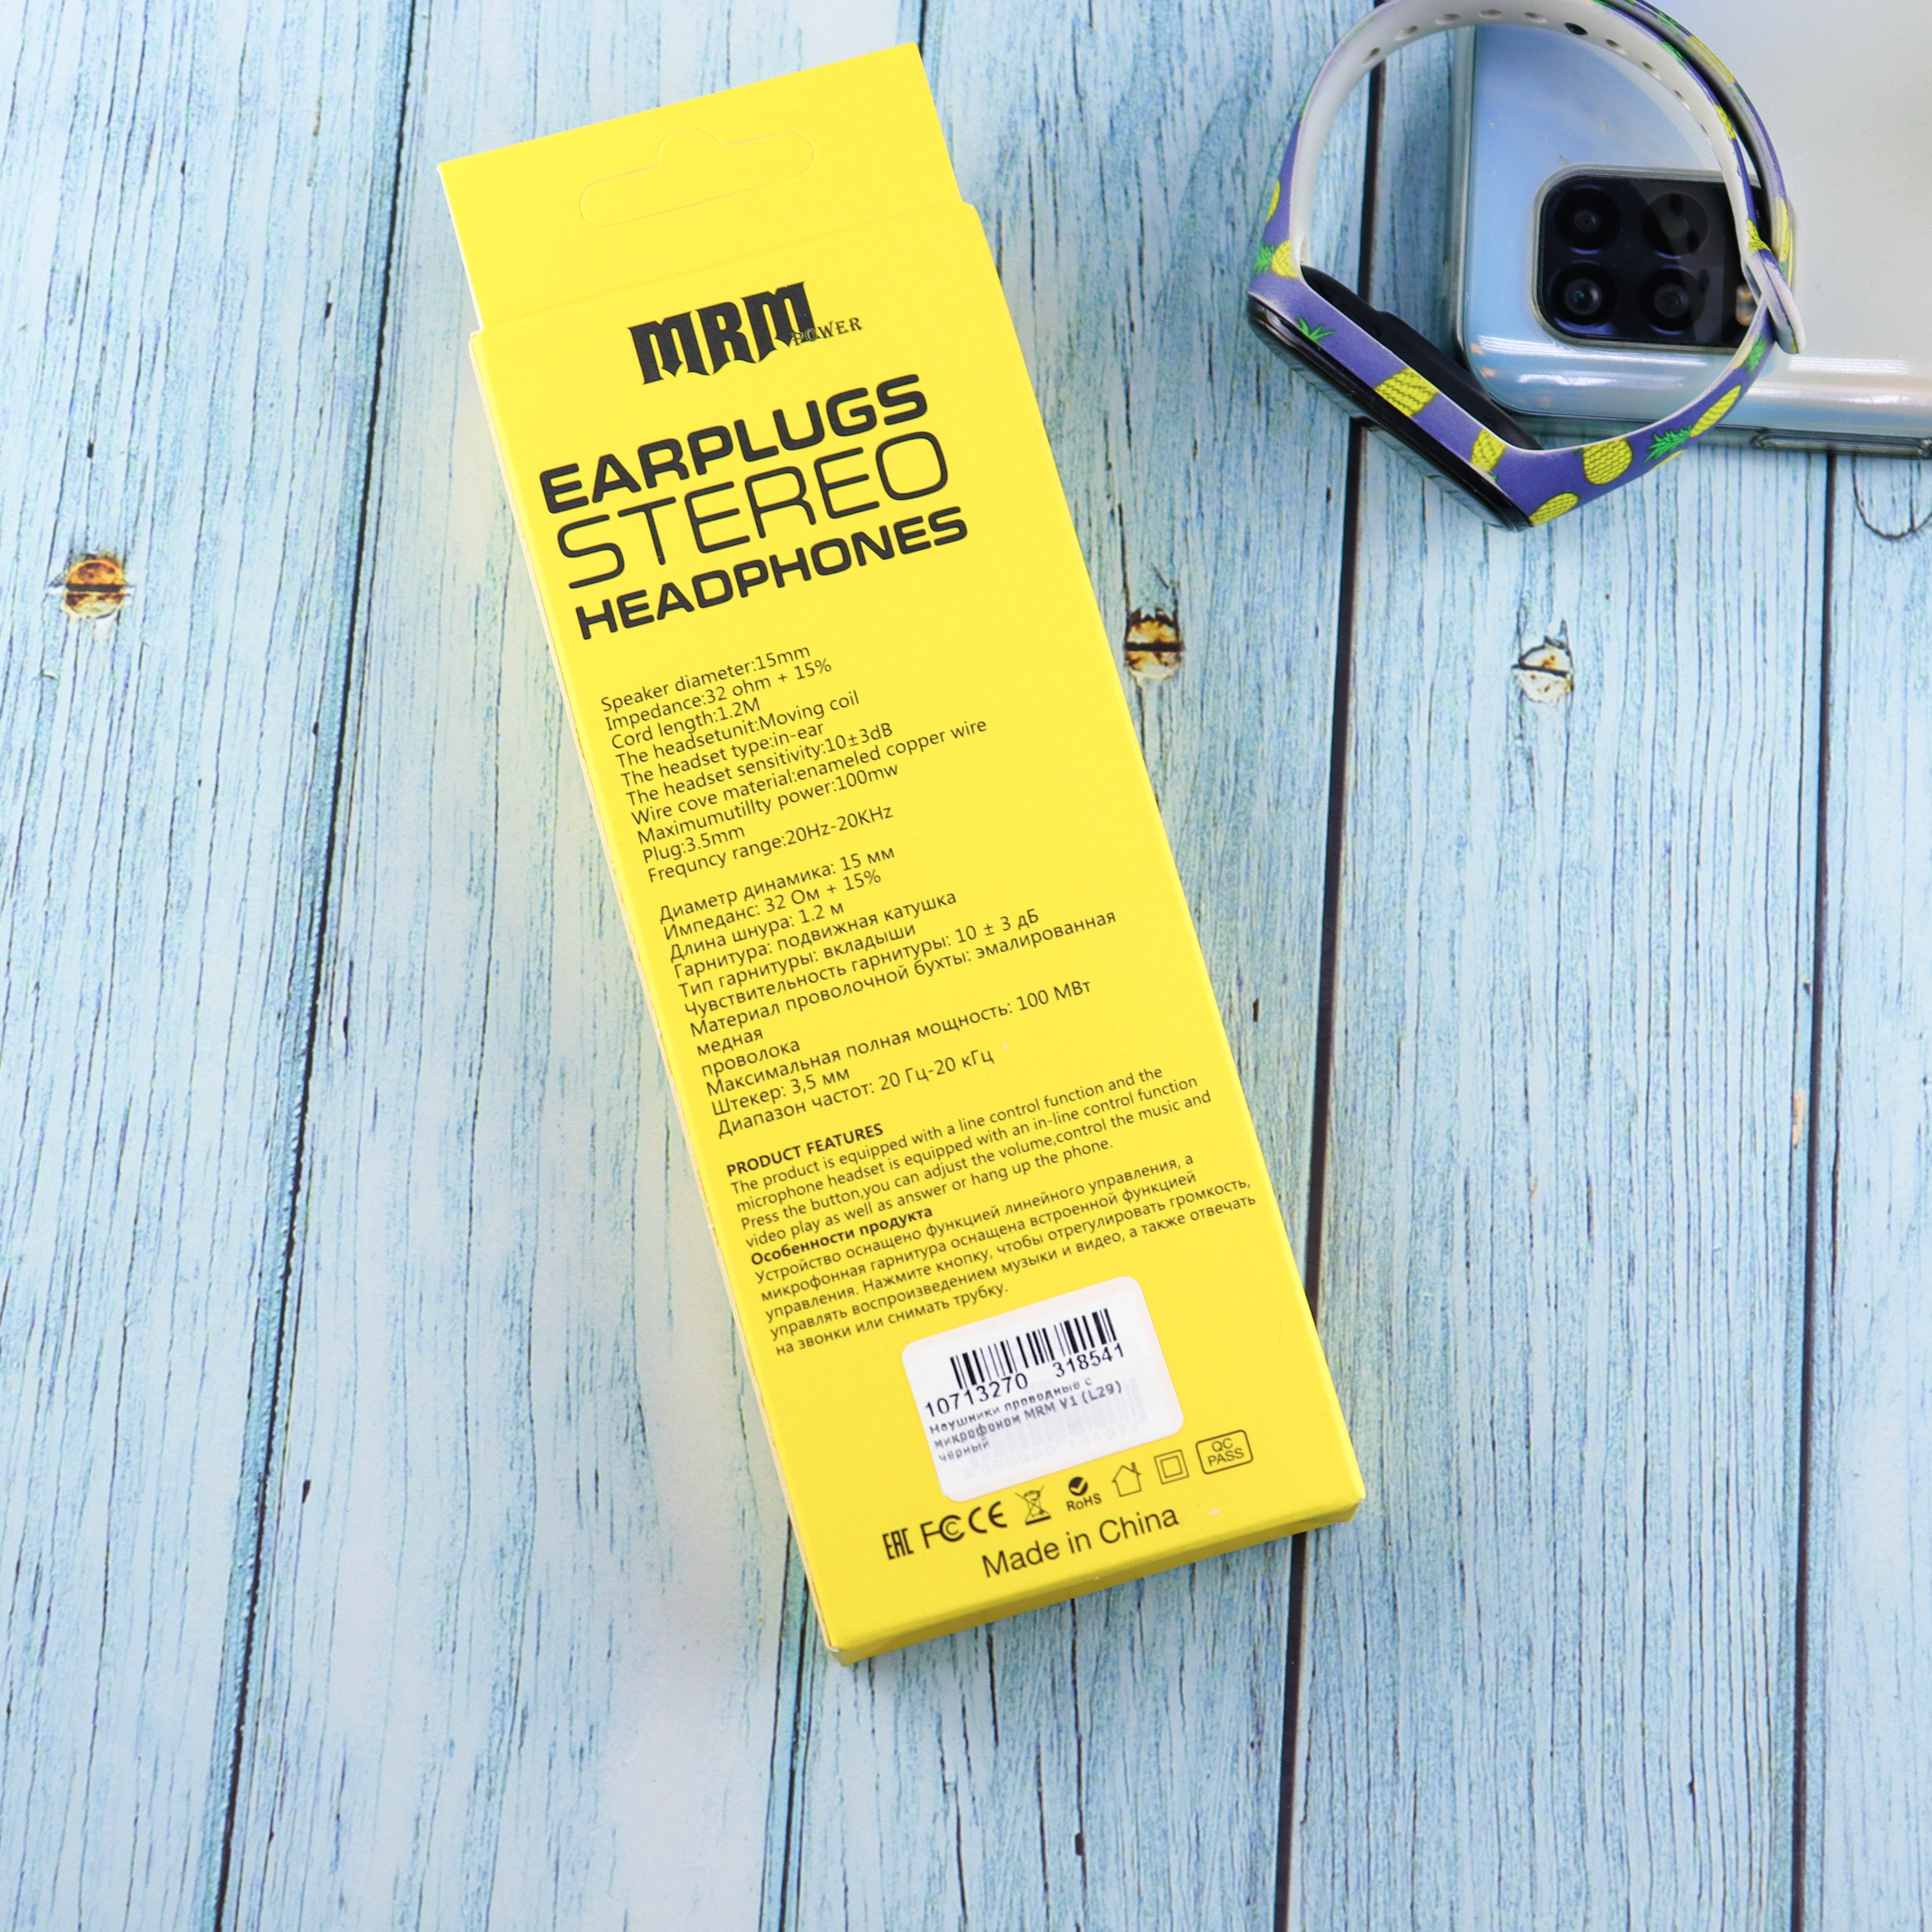 MRM
POWER
EARPLUGS
STEREO
HEADPHONES
Speaker diameter:15mm
Impedance:32 ohm + 15%
Cord length:1.2M
The headsetunit:Moving coil
The headset type:in-ear
The headset sensitivity:10±3dB
Wire cove material:enameled copper wire
Maximumutillty power:100mw
Plug:3.5mm
Frequncy range:20Hz-20KHz
Диаметр динамика: 15 мм
Импеданс: 32 Ом + 15%
Длина шнура: 1.2 м
Гарнитура: подвижная катушка
Тип гарнитуры: вкладыши
Чувствительность гарнитуры: 10 ± 3 дБ
Материал проволочной бухты: эмалированная
медная
проволока
Максимальная полная мощность: 100 МВт
Штекер: 3,5 мм
Диапазон частот: 20 Гц-20 кГц
PRODUCT FEATURES
The product is equipped with a line control function and the
microphone headset is equipped with an in-line control function
Press the button,you can adjust the volume,control the music and
video play as well as answer or hang up the phone.
Особенности продукта
Устройство оснащено функцией линейного управления, а
микрофонная гарнитура оснащена встроенной функцией
управления. Нажмите кнопку, чтобы отрегулировать громкость,
управлять воспроизведением музыки и видео, а также отвечать
на звонки или снимать трубку.
10713270 318541
Наушники проводные с
микрофоном MRM V1 (L29)
черный
EAC FC CE RoHS QC PASS
Made in China